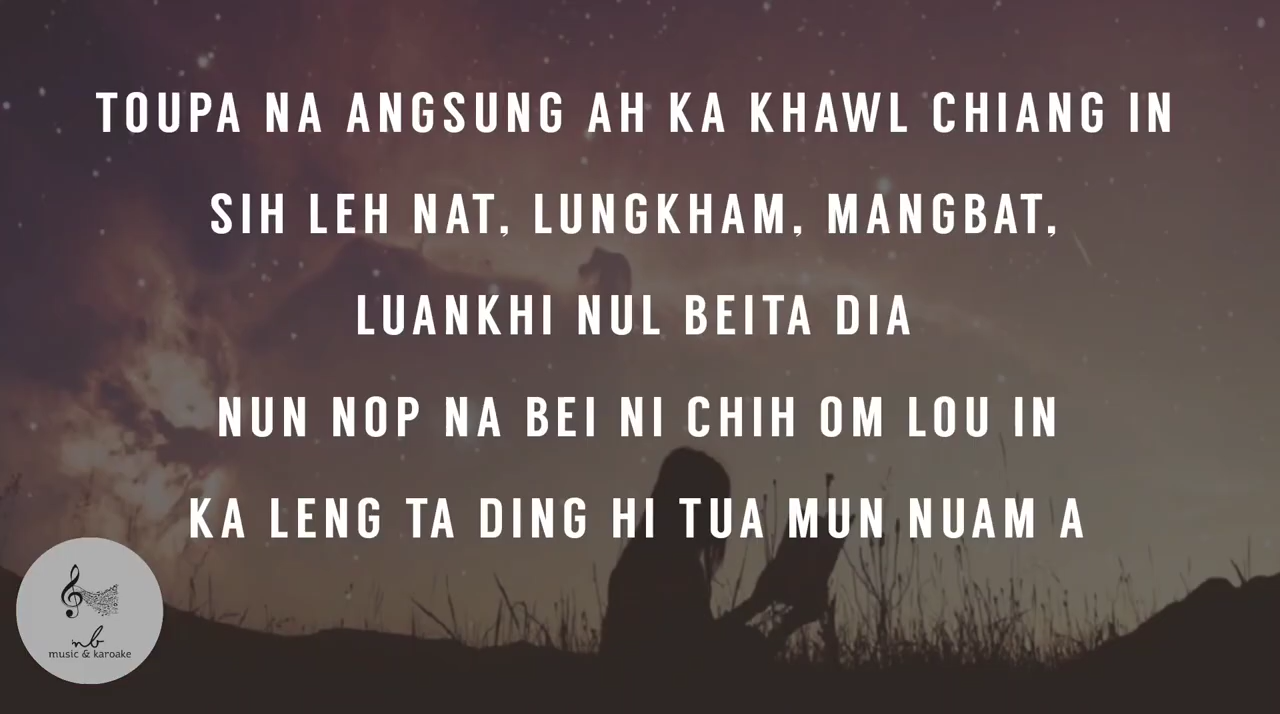 TOUPA NA ANGSUNG AH KA KHAWL CHIANG IN
SIH LEH NAT, LUNGKHAM, MANGBAT,
LUANKHI NUL BEITA DIA
NUN NOP NA BEI NI CHIH OM LOU IN
KA LENG TA DING HI TUA MUN NUAM A
nb
music & karoake